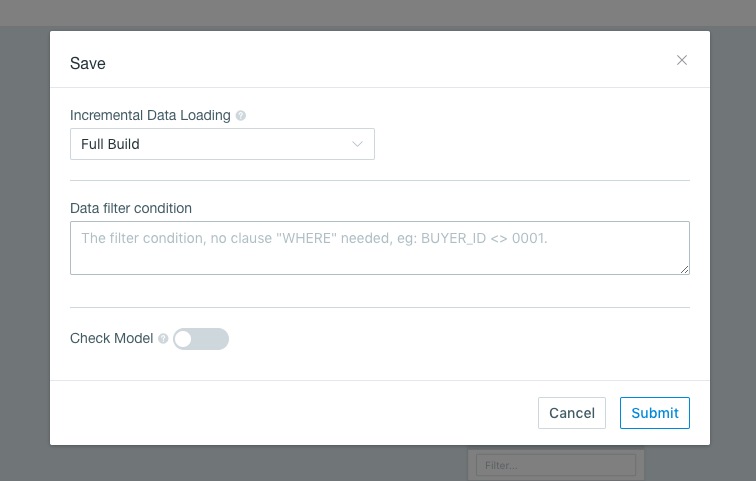 Save
Incremental Data Loading
Full Build
Data filter condition
The filter condition, no clause "WHERE" needed, eg: BUYER_ID <> 0001.
Check Model
Cancel
Submit
Filter...